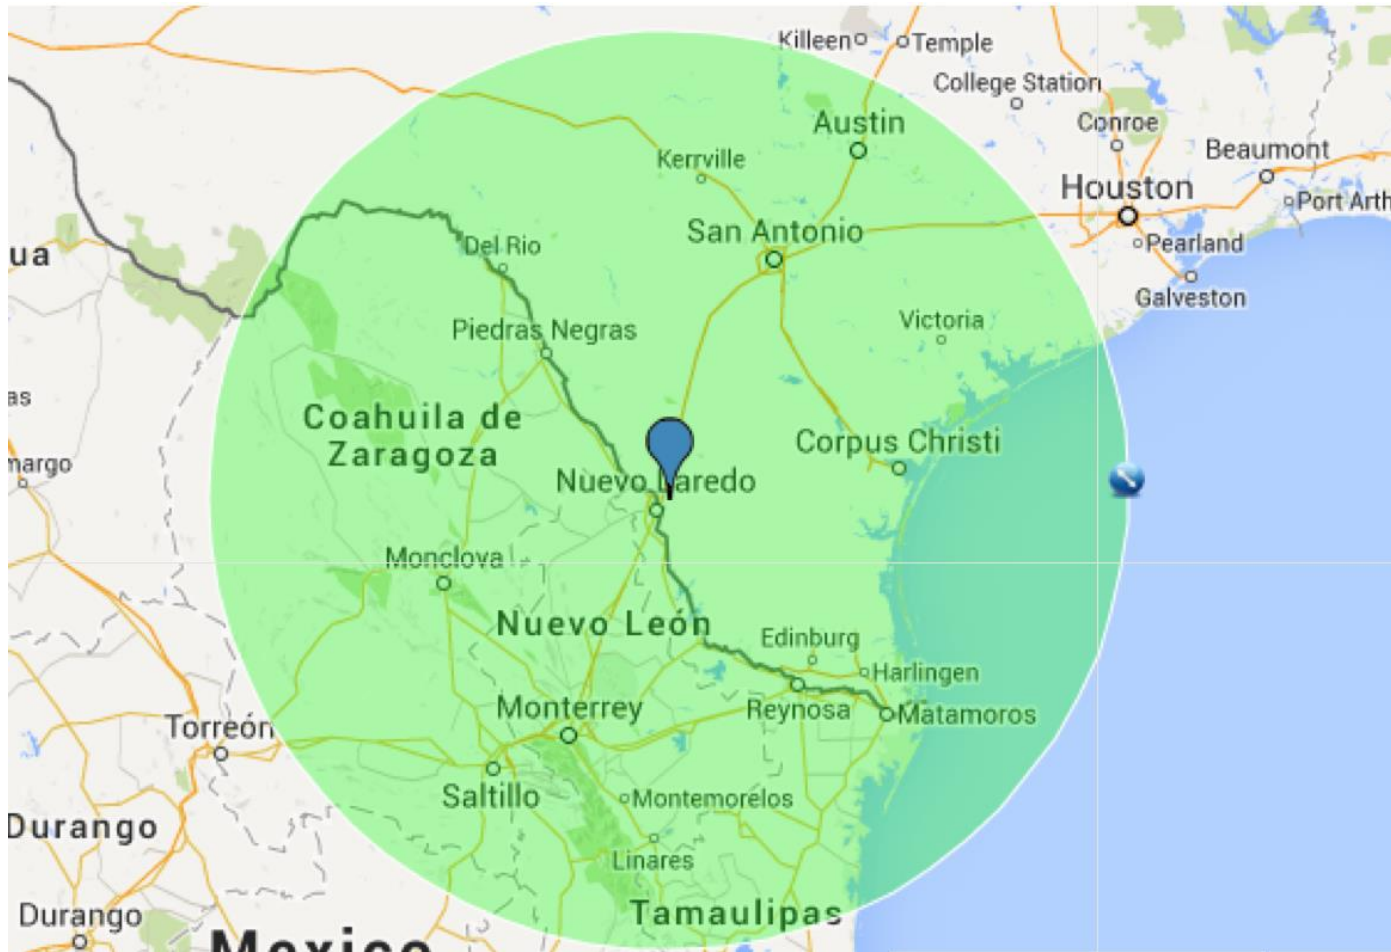 Killeen
Temple
College Station
Austin
Conroe
Beaumont
Kerrville
Houston
Port Arth
San Antonio
Pearland
Del Rio
ua
Galveston
Piedras Negras
Victoria
as
Coahuila de
Zaragoza
Corpus Christi
margo
Nuevo Laredo
Monclova
Nuevo León
Edinburg
Harlingen
Monterrey
Reynosa
Matamoros
Torreón
Saltillo
Montemorelos
Durango
Linares
Tamaulipas
Durango
Mexico